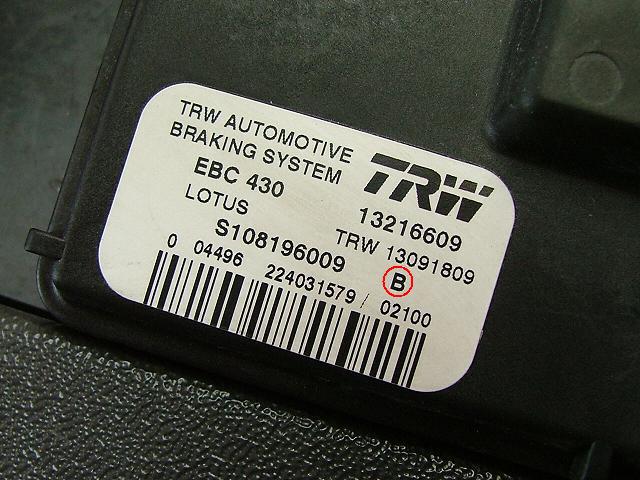 TRW AUTOMOTIVE
BRAKING SYSTEM
TRW
EBC 430
13216609
LOTUS
TRW 13091809
S108196009
B
0 04496 224031579 / 02100